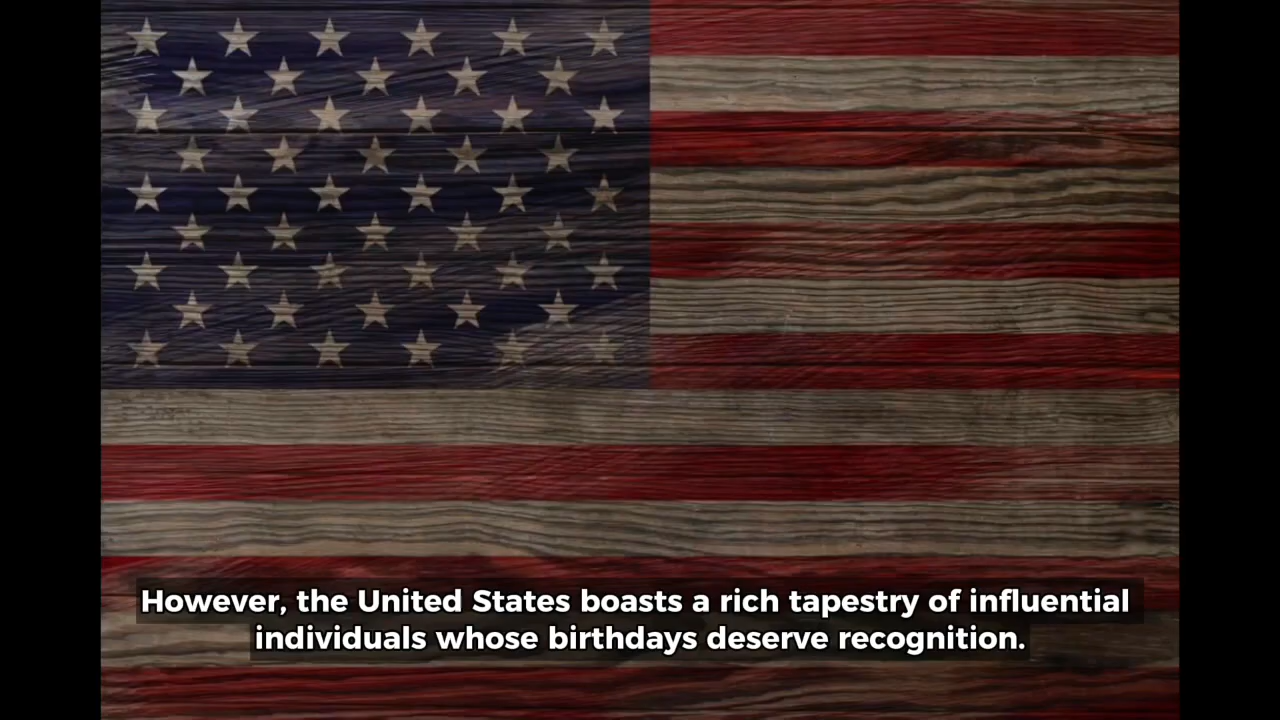 However, the United States boasts a rich tapestry of influential
individuals whose birthdays deserve recognition.